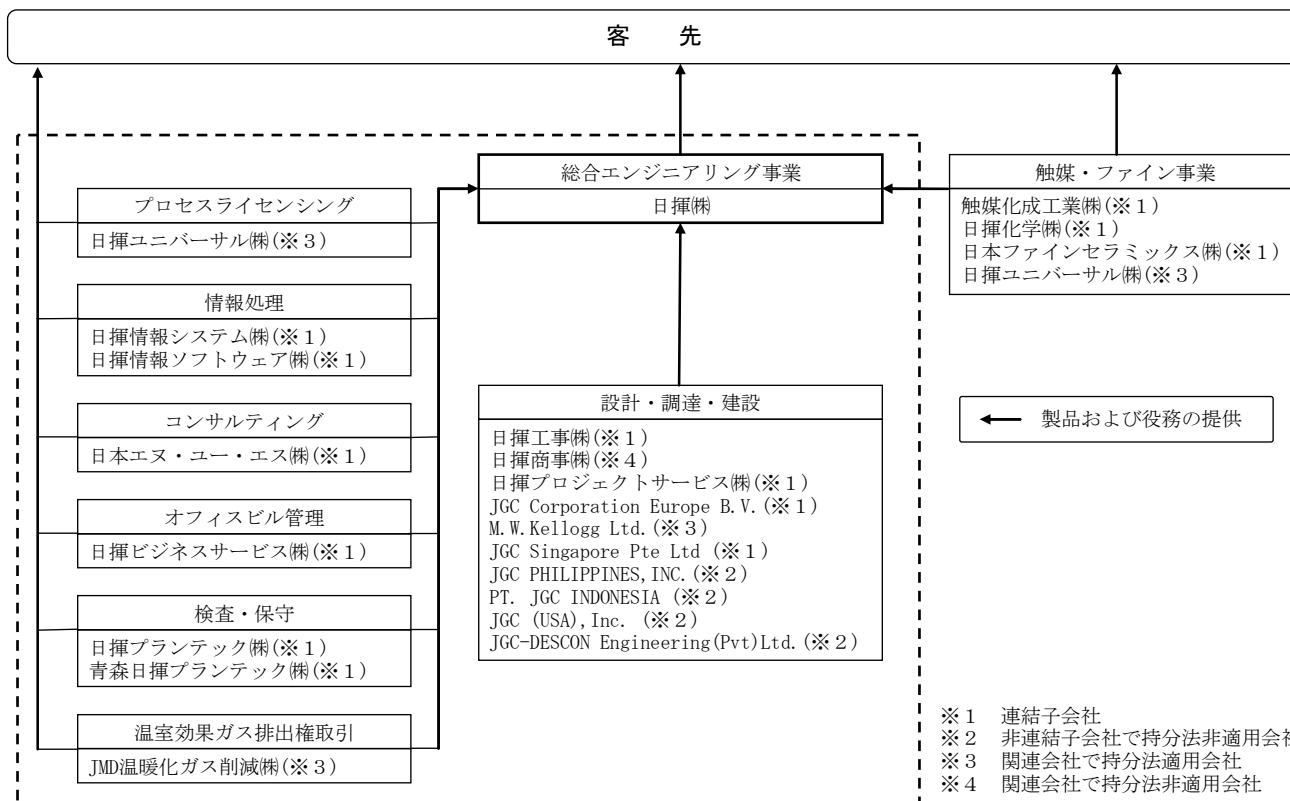 客　先
総合エンジニアリング事業
日揮㈱
触媒・ファイン事業
触媒化成工業㈱(※１)
日揮化学㈱(※１)
日本ファインセラミックス㈱(※１)
日揮ユニバーサル㈱(※３)
プロセスライセンシング
日揮ユニバーサル㈱(※３)
情報処理
日揮情報システム㈱(※１)
日揮情報ソフトウェア㈱(※１)
コンサルティング
日本エヌ・ユー・エス㈱(※１)
オフィスビル管理
日揮ビジネスサービス㈱(※１)
検査・保守
日揮プランテック㈱(※１)
青森日揮プランテック㈱(※１)
温室効果ガス排出権取引
JMD温暖化ガス削減㈱(※３)
設計・調達・建設
日揮工事㈱(※１)
日揮商事㈱(※４)
日揮プロジェクトサービス㈱(※１)
JGC Corporation Europe B.V.(※１)
M.W.Kellogg Ltd.(※３)
JGC Singapore Pte Ltd (※１)
JGC PHILIPPINES,INC.(※２)
PT. JGC INDONESIA (※２)
JGC (USA),Inc. (※２)
JGC-DESCON Engineering(Pvt)Ltd.(※２)
製品および役務の提供
※１　連結子会社
※２　非連結子会社で持分法非適用会社
※３　関連会社で持分法適用会社
※４　関連会社で持分法非適用会社